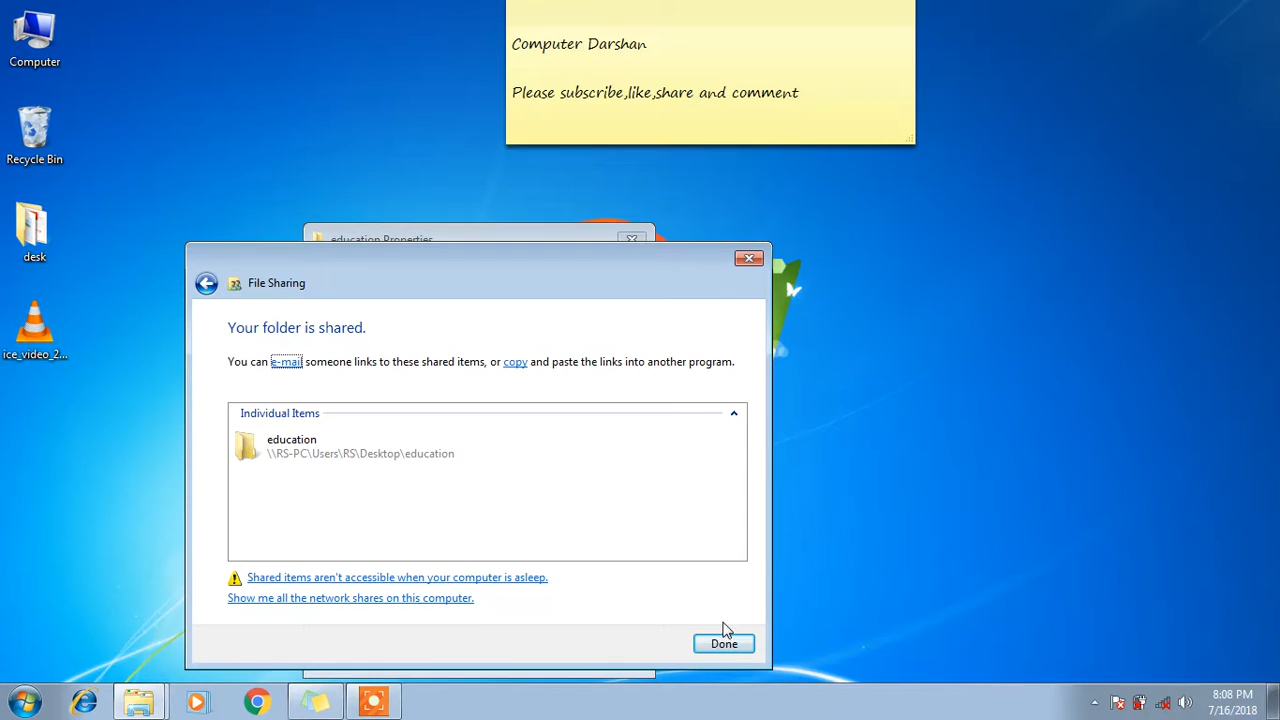 Computer
Recycle Bin
desk
ice_video_2...
Computer Darshan
Please subscribe,like,share and comment
education Properties
File Sharing
Your folder is shared.
You can e-mail someone links to these shared items, or copy and paste the links into another program.
Individual Items
education
\\RS-PC\Users\RS\Desktop\education
Shared items aren't accessible when your computer is asleep.
Show me all the network shares on this computer.
Done
8:08 PM
7/16/2018